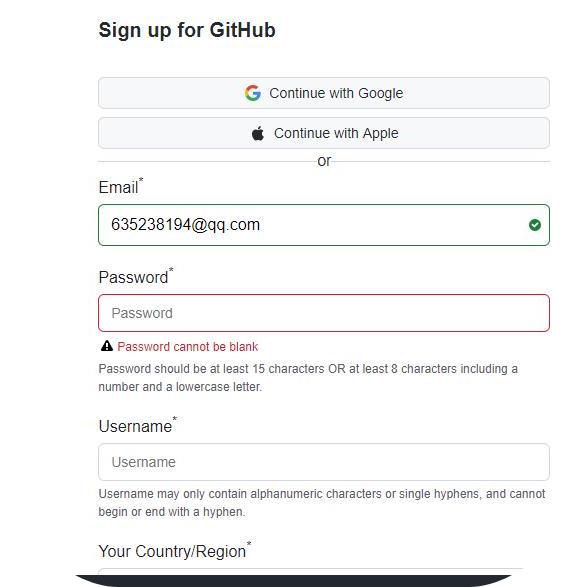 Sign up for GitHub
Continue with Google
Continue with Apple
or
Email*
635238194@qq.com
Password*
Password
Password cannot be blank
Password should be at least 15 characters OR at least 8 characters including a
number and a lowercase letter.
Username*
Username
Username may only contain alphanumeric characters or single hyphens, and cannot
begin or end with a hyphen.
Your Country/Region*